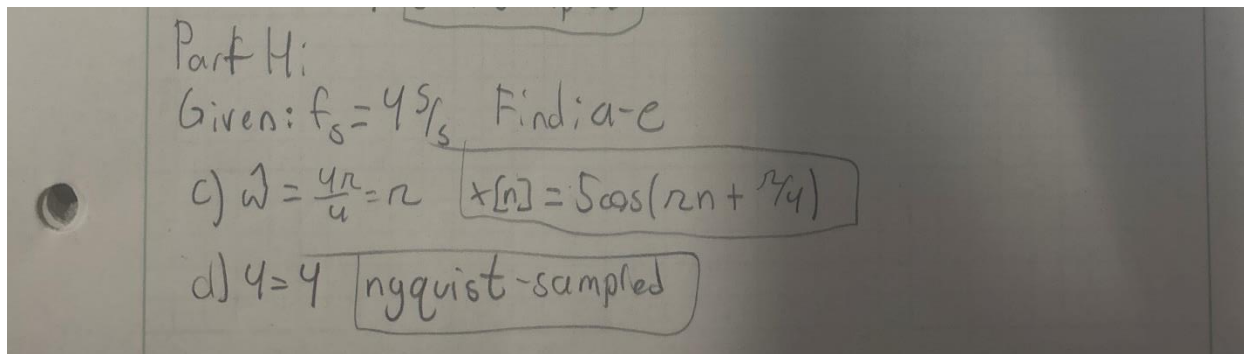 Part H:
Given: fs = 4 S/s Find: a-e
c) ω̂ = 4π/4 = π x[n] = 5cos(πn + π/4)
d) 4=4 nyquist-sampled